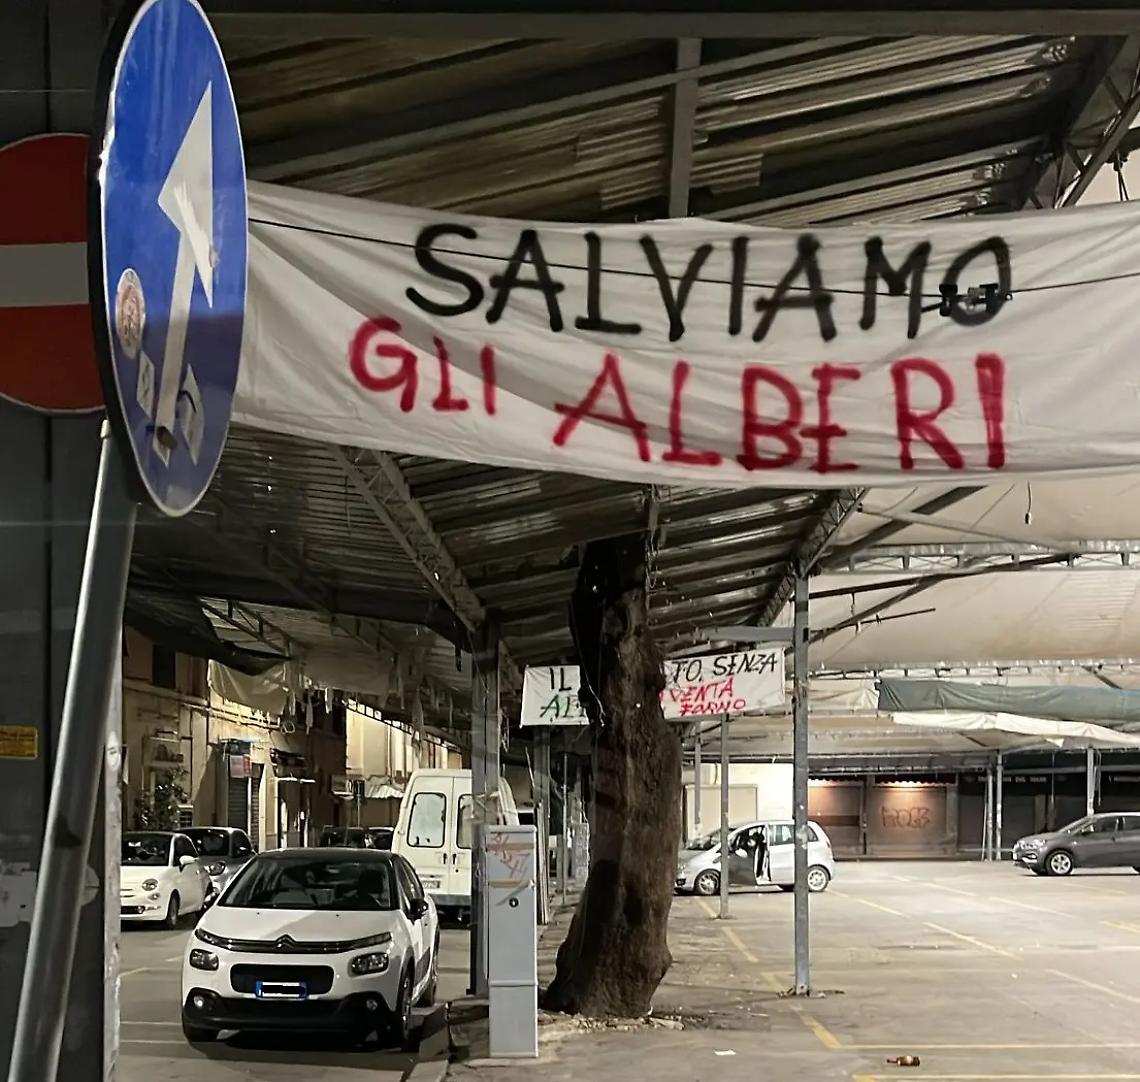 SALVIAMO
GLI ALBERI
IL TO, SENZA
AL VENTA
FORNO